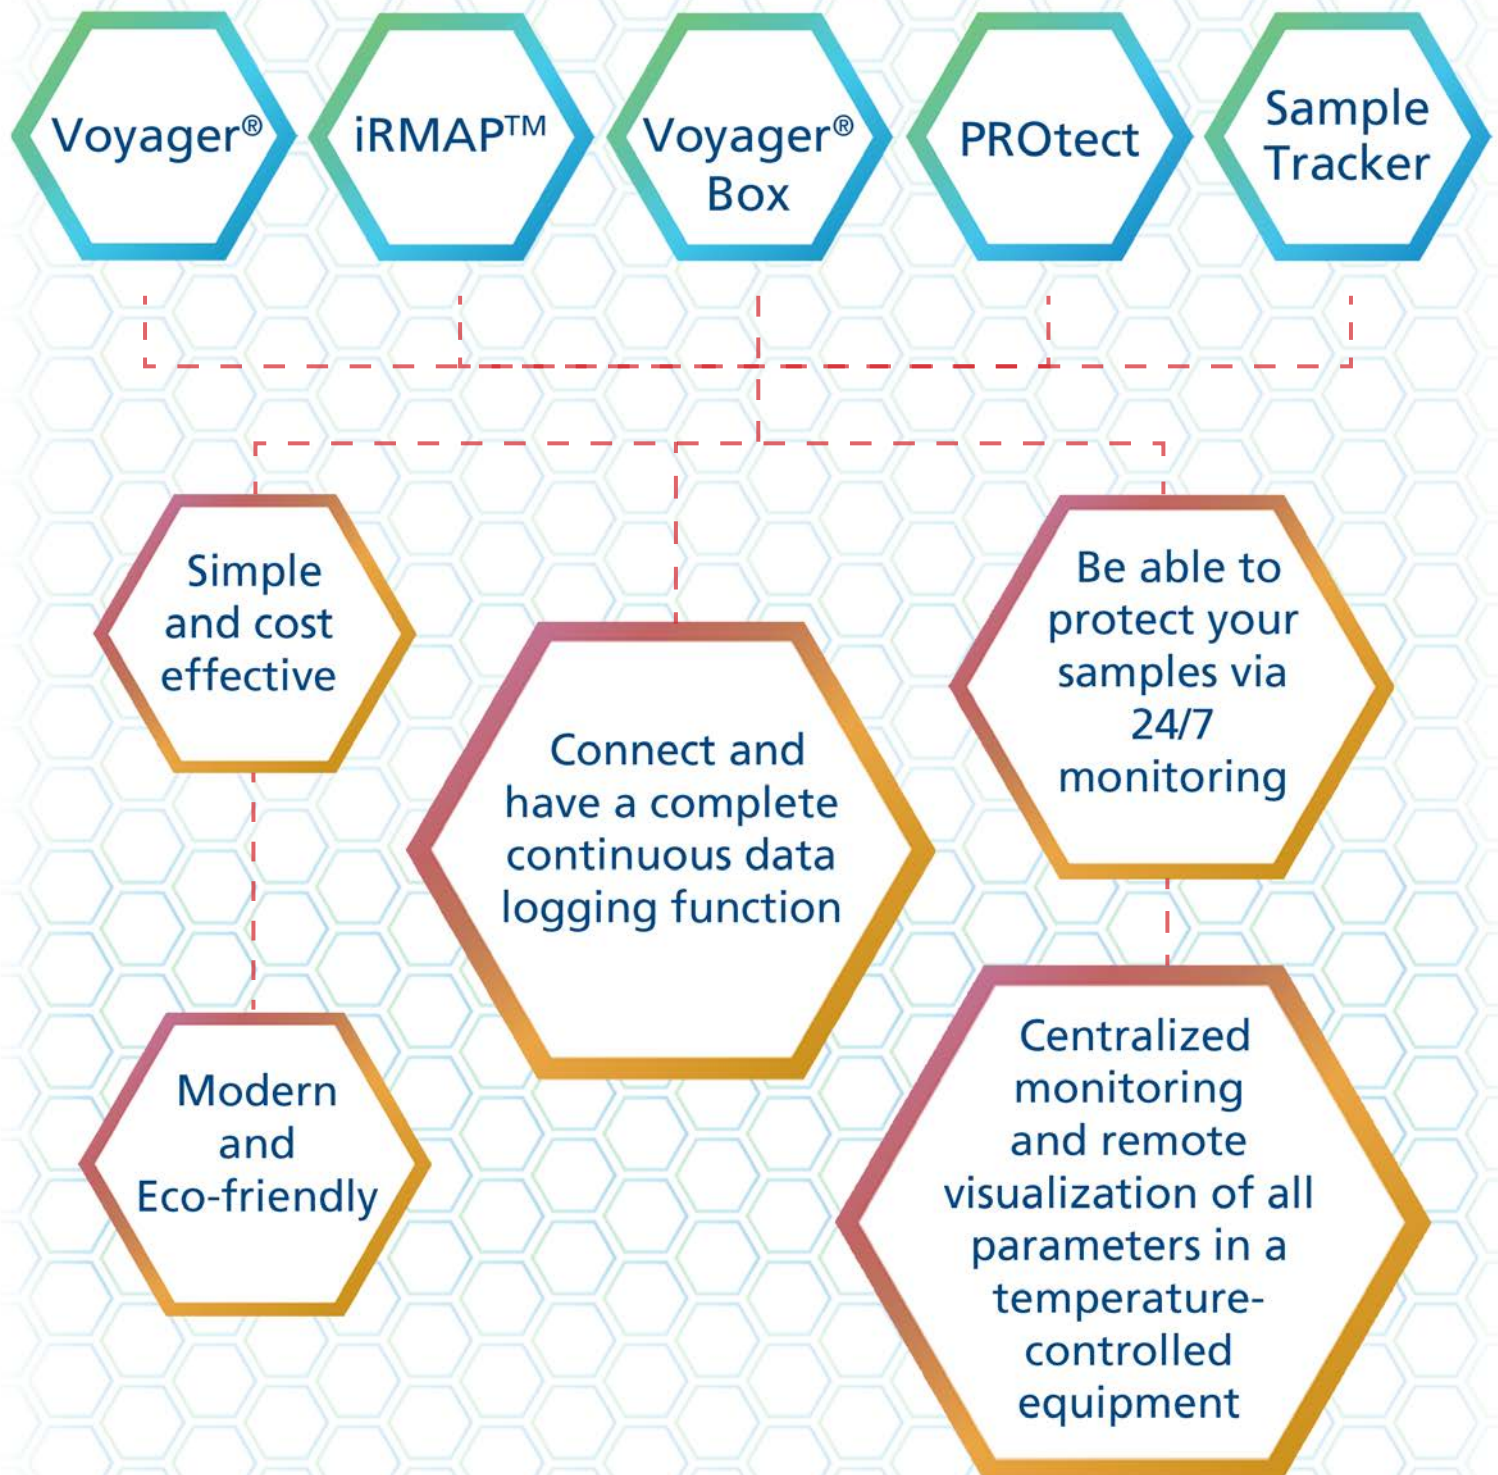 Voyager®
iRMAP™
Voyager®
Box
PROtect
Sample
Tracker
Simple
and cost
effective
Connect and
have a complete
continuous data
logging function
Be able to
protect your
samples via
24/7
monitoring
Modern
and
Eco-friendly
Centralized
monitoring
and remote
visualization of all
parameters in a
temperature-
controlled
equipment